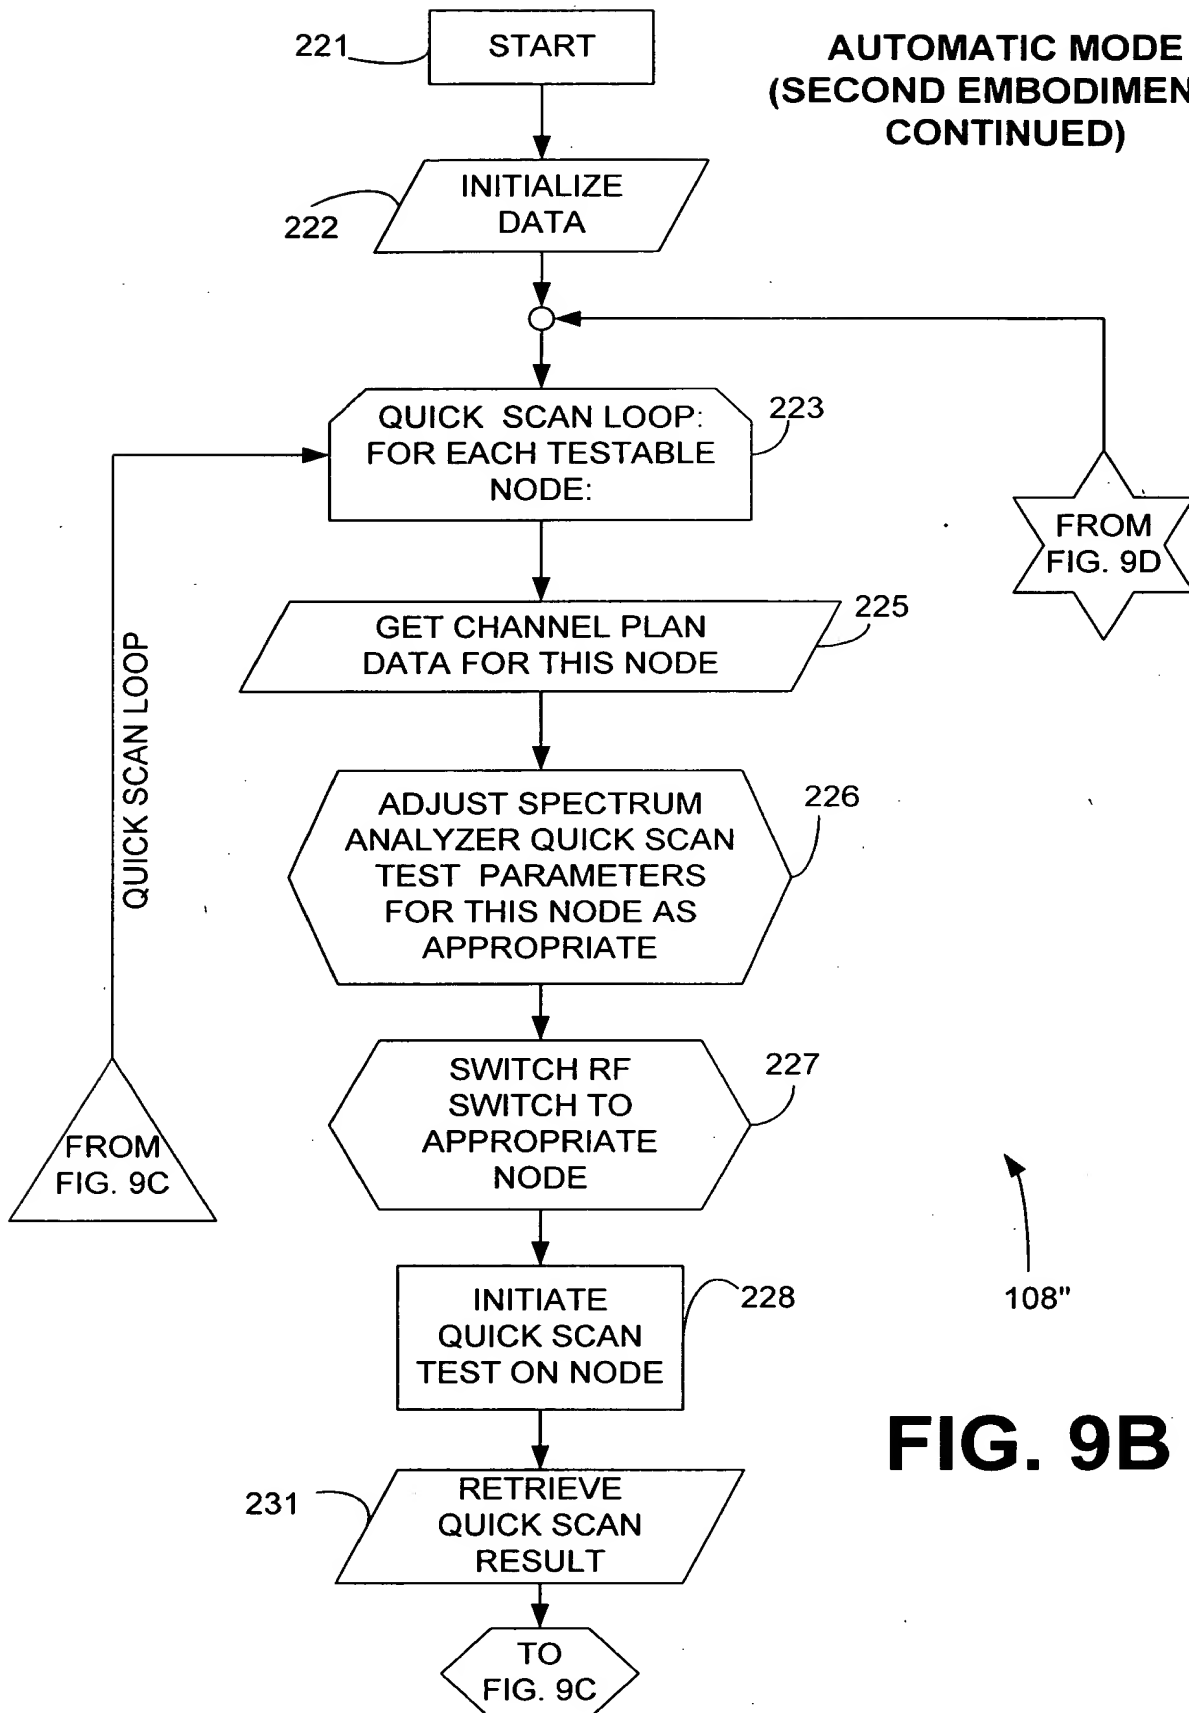 221
START
AUTOMATIC MODE
(SECOND EMBODIMEN
CONTINUED)
222
INITIALIZE
DATA
QUICK SCAN LOOP:
FOR EACH TESTABLE
NODE:
223
FROM
FIG. 9D
GET CHANNEL PLAN
DATA FOR THIS NODE
225
QUICK SCAN LOOP
ADJUST SPECTRUM
ANALYZER QUICK SCAN
TEST PARAMETERS
FOR THIS NODE AS
APPROPRIATE
226
SWITCH RF
SWITCH TO
APPROPRIATE
NODE
227
FROM
FIG. 9C
INITIATE
QUICK SCAN
TEST ON NODE
228
108"
FIG. 9B
231
RETRIEVE
QUICK SCAN
RESULT
TO
FIG. 9C